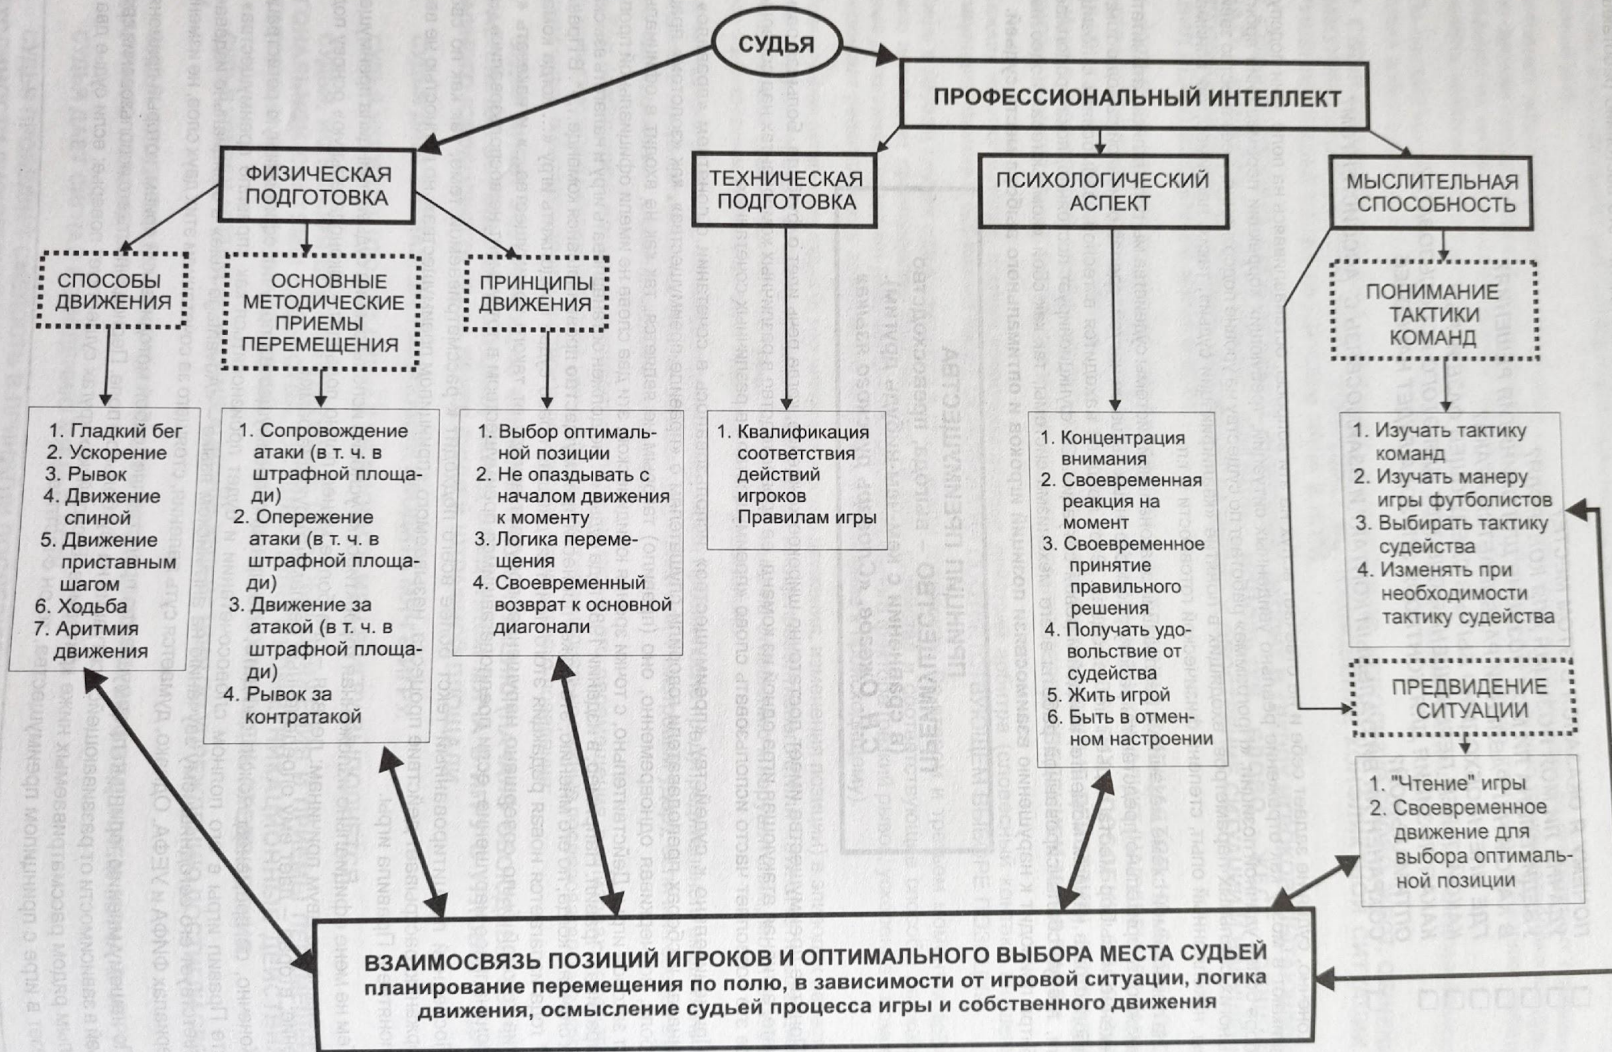 СУДЬЯ
ПРОФЕССИОНАЛЬНЫЙ ИНТЕЛЛЕКТ
ФИЗИЧЕСКАЯ
ПОДГОТОВКА
ТЕХНИЧЕСКАЯ
ПОДГОТОВКА
ПСИХОЛОГИЧЕСКИЙ
АСПЕКТ
МЫСЛИТЕЛЬНАЯ
СПОСОБНОСТЬ
СПОСОБЫ
ДВИЖЕНИЯ
ОСНОВНЫЕ
МЕТОДИЧЕСКИЕ
ПРИЕМЫ
ПЕРЕМЕЩЕНИЯ
ПРИНЦИПЫ
ДВИЖЕНИЯ
ПОНИМАНИЕ
ТАКТИКИ
КОМАНД
1. Гладкий бег
2. Ускорение
3. Рывок
4. Движение
спиной
5. Движение
приставным
шагом
6. Ходьба
7. Аритмия
движения
1. Сопровождение
атаки (в т. ч. в
штрафной площа-
ди)
2. Опережение
атаки (в т. ч. в
штрафной площа-
ди)
3. Движение за
атакой (в т. ч. в
штрафной площа-
ди)
4. Рывок за
контратакой
1. Выбор оптималь-
ной позиции
2. Не опаздывать с
началом движения
к моменту
3. Логика переме-
щения
4. Своевременный
возврат к основной
диагонали
1. Квалификация
соответствия
действий
игроков
Правилам игры
1. Концентрация
внимания
2. Своевременная
реакция на
момент
3. Своевременное
принятие
правильного
решения
4. Получать удо-
вольствие от
судейства
5. Жить игрой
6. Быть в отмен-
ном настроении
1. Изучать тактику
команд
2. Изучать манеру
игры футболистов
3. Выбирать тактику
судейства
4. Изменять при
необходимости
тактику судейства
ПРЕДВИДЕНИЕ
СИТУАЦИИ
1. "Чтение" игры
2. Своевременное
движение для
выбора оптималь-
ной позиции
ВЗАИМОСВЯЗЬ ПОЗИЦИЙ ИГРОКОВ И ОПТИМАЛЬНОГО ВЫБОРА МЕСТА СУДЬЕЙ
планирование перемещения по полю, в зависимости от игровой ситуации, логика
движения, осмысление судьей процесса игры и собственного движения